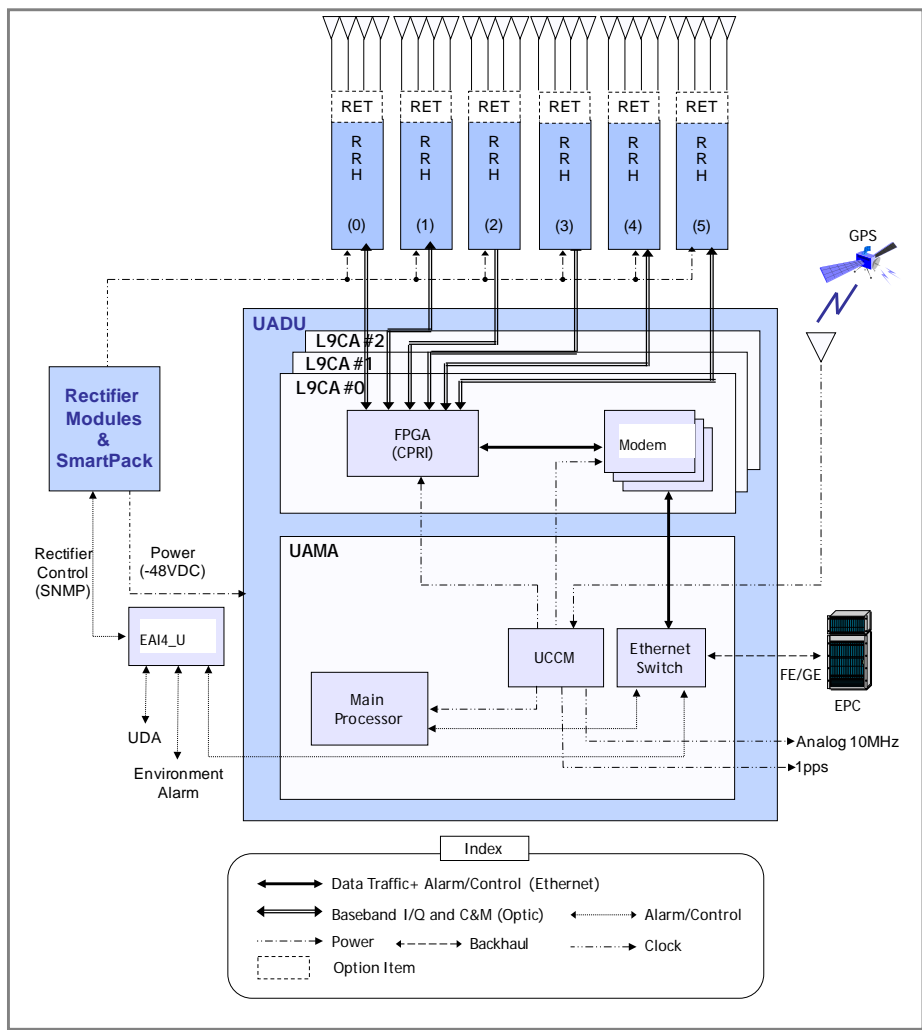 RET RET RET RET RET RET
R R R R R R
R R R R R R
H H H H H H
(0) (1) (2) (3) (4) (5)
GPS
UADU
L9CA #2
L9CA #1
L9CA #0
Rectifier
Modules
&
SmartPack
FPGA
(CPRI)
Modem
Rectifier
Control
(SNMP)
Power
(-48VDC)
UAMA
EAI4_U
UCCM
Ethernet
Switch
FE/GE
EPC
Main
Processor
UDA
Environment
Alarm
Analog 10MHz
1pps
Index
Data Traffic+ Alarm/Control (Ethernet)
Baseband I/Q and C&M (Optic)
Alarm/Control
Power
Backhaul
Clock
Option Item